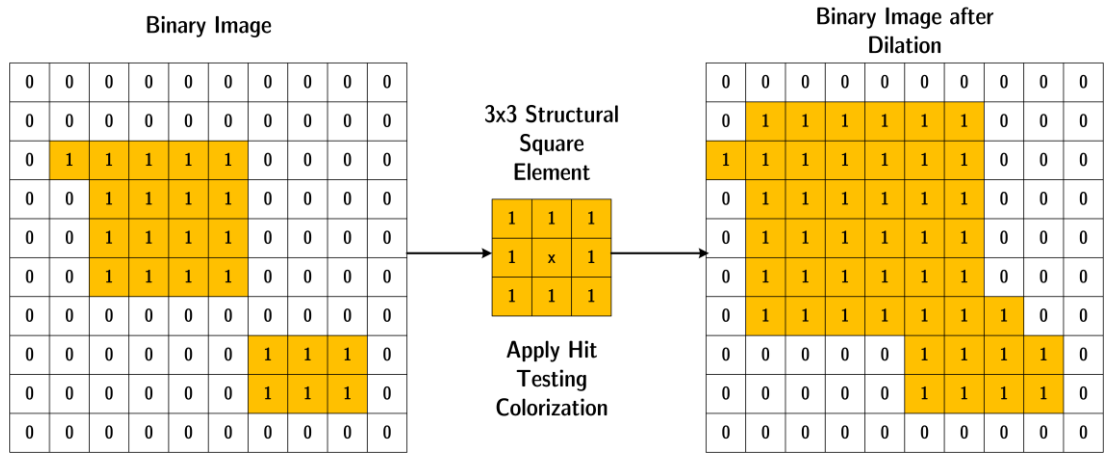 Binary Image
0 0 0 0 0 0 0 0 0 0
0 0 0 0 0 0 0 0 0 0
0 1 1 1 1 1 0 0 0 0
0 0 1 1 1 1 0 0 0 0
0 0 1 1 1 1 0 0 0 0
0 0 1 1 1 1 0 0 0 0
0 0 0 0 0 0 0 0 0 0
0 0 0 0 0 0 1 1 1 0
0 0 0 0 0 0 1 1 1 0
0 0 0 0 0 0 0 0 0 0
3x3 Structural
Square
Element
1 1 1
1 x 1
1 1 1
Apply Hit
Testing
Colorization
Binary Image after
Dilation
0 0 0 0 0 0 0 0 0 0
0 1 1 1 1 1 1 0 0 0
1 1 1 1 1 1 1 0 0 0
0 1 1 1 1 1 1 0 0 0
0 1 1 1 1 1 1 0 0 0
0 1 1 1 1 1 1 0 0 0
0 1 1 1 1 1 1 1 0 0
0 0 0 0 0 1 1 1 1 0
0 0 0 0 0 1 1 1 1 0
0 0 0 0 0 0 0 0 0 0